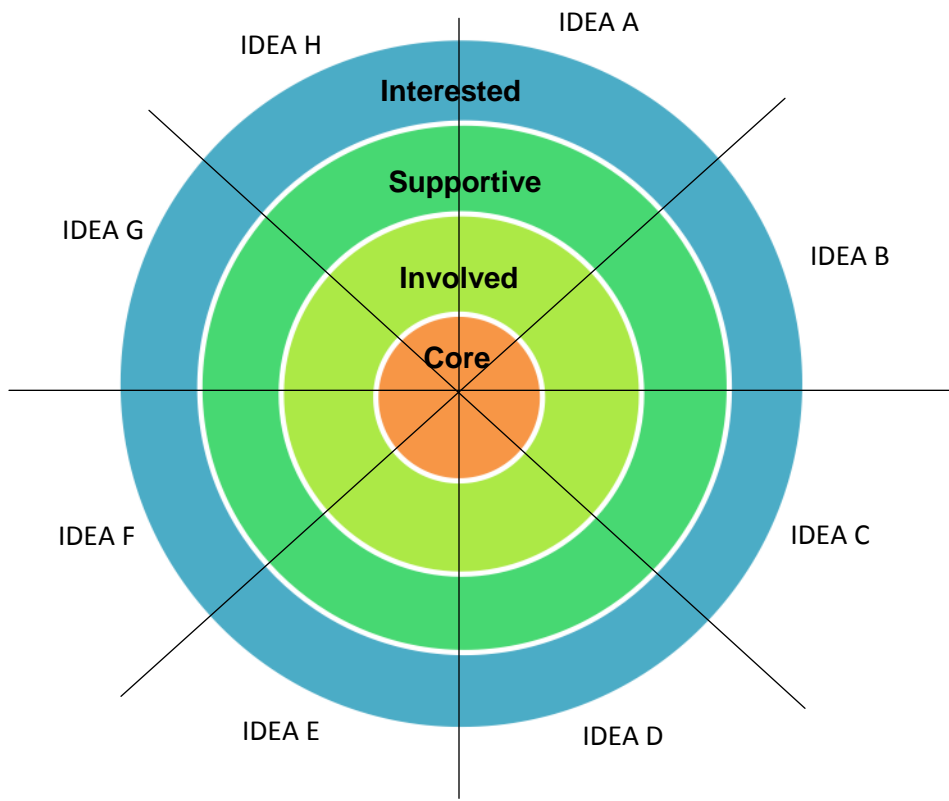 IDEA A
IDEA H
Interested
Supportive
IDEA G
IDEA B
Involved
Core
IDEA F
IDEA C
IDEA E
IDEA D